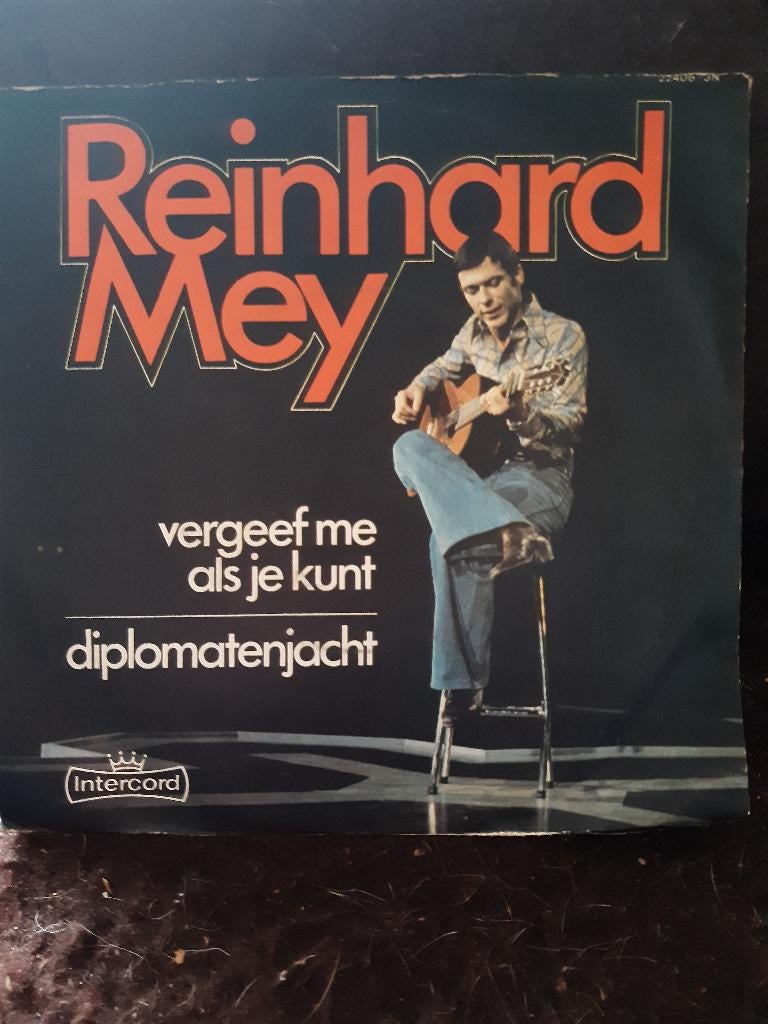 Reinhard
Mey
vergeef me
als je kunt
diplomatenjacht
Intercord